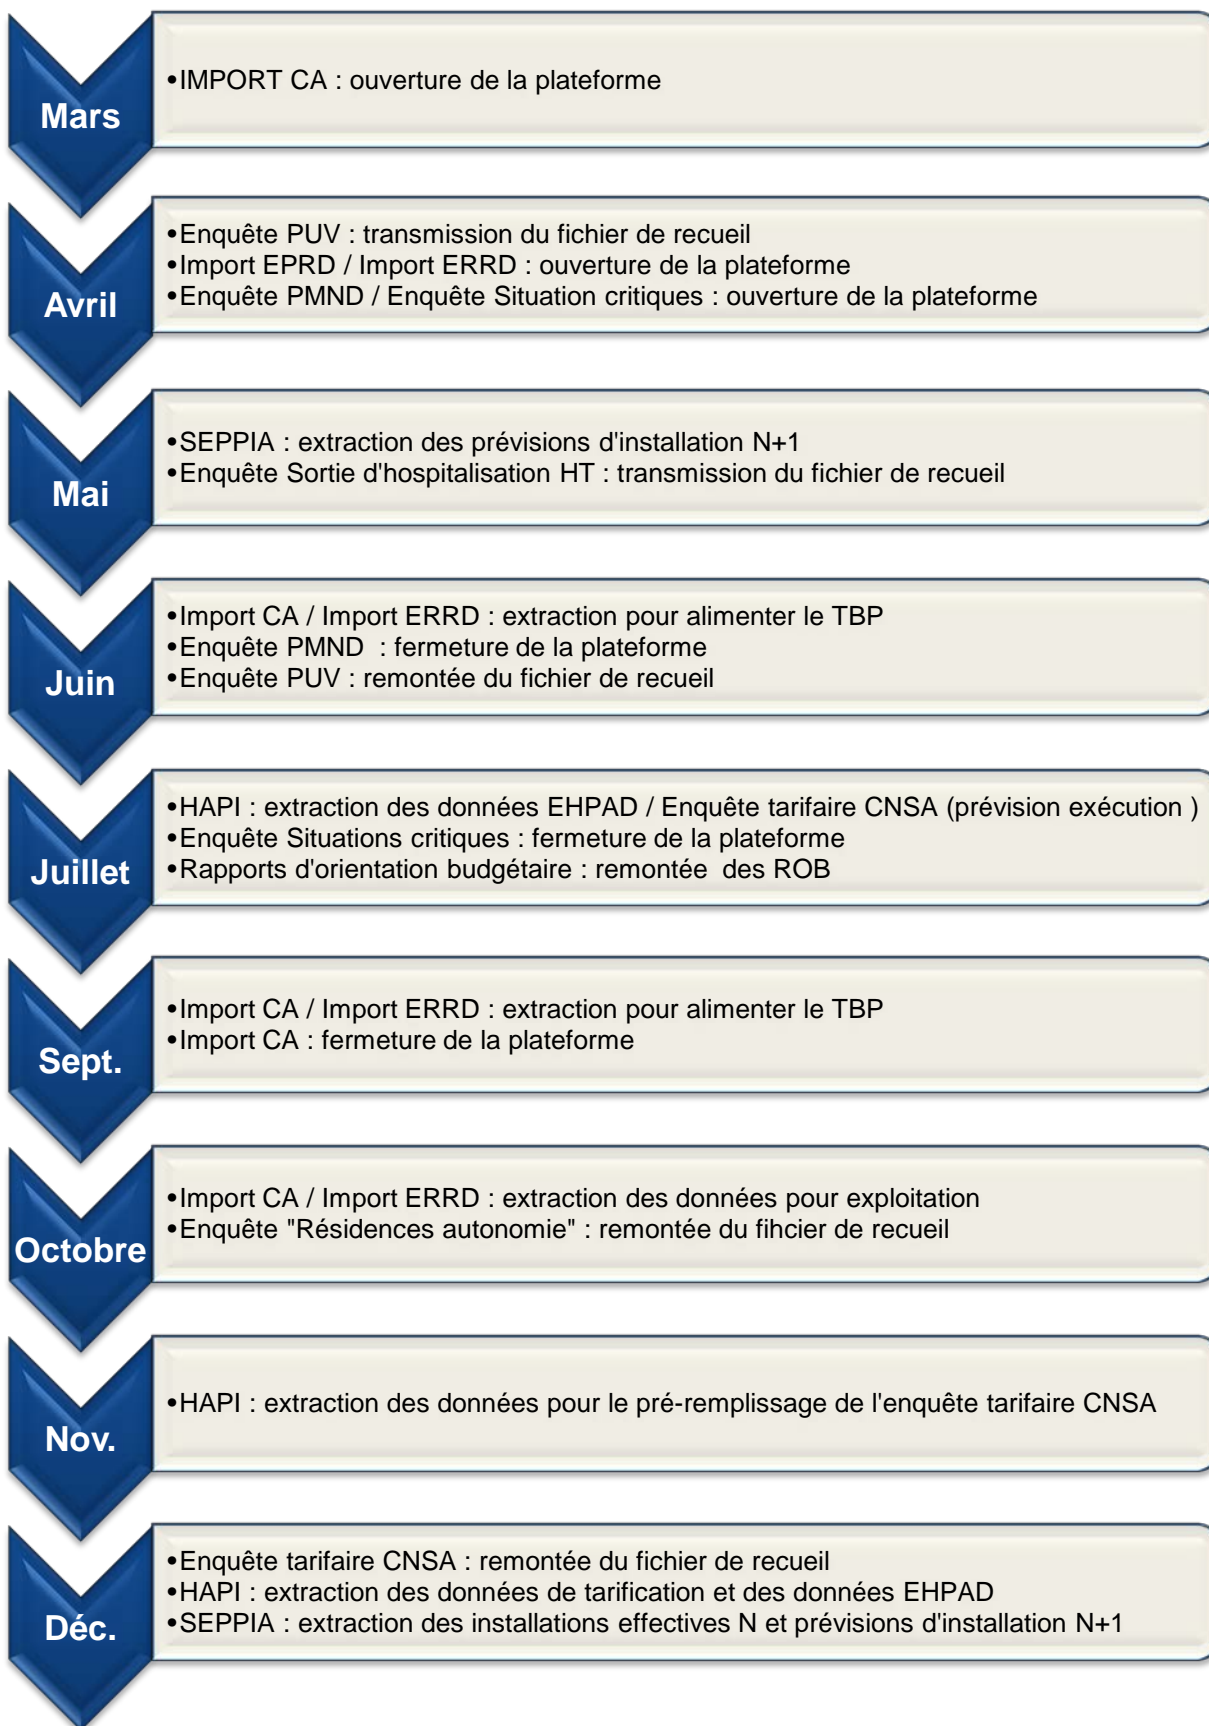 Mars
•IMPORT CA : ouverture de la plateforme
Avril
•Enquête PUV : transmission du fichier de recueil
•Import EPRD / Import ERRD : ouverture de la plateforme
•Enquête PMND / Enquête Situation critiques : ouverture de la plateforme
Mai
•SEPPIA : extraction des prévisions d'installation N+1
•Enquête Sortie d'hospitalisation HT : transmission du fichier de recueil
Juin
•Import CA / Import ERRD : extraction pour alimenter le TBP
•Enquête PMND : fermeture de la plateforme
•Enquête PUV : remontée du fichier de recueil
Juillet
•HAPI : extraction des données EHPAD / Enquête tarifaire CNSA (prévision exécution )
•Enquête Situations critiques : fermeture de la plateforme
•Rapports d'orientation budgétaire : remontée des ROB
Sept.
•Import CA / Import ERRD : extraction pour alimenter le TBP
•Import CA : fermeture de la plateforme
Octobre
•Import CA / Import ERRD : extraction des données pour exploitation
•Enquête "Résidences autonomie" : remontée du fihcier de recueil
Nov.
•HAPI : extraction des données pour le pré-remplissage de l'enquête tarifaire CNSA
Déc.
•Enquête tarifaire CNSA : remontée du fichier de recueil
•HAPI : extraction des données de tarification et des données EHPAD
•SEPPIA : extraction des installations effectives N et prévisions d'installation N+1